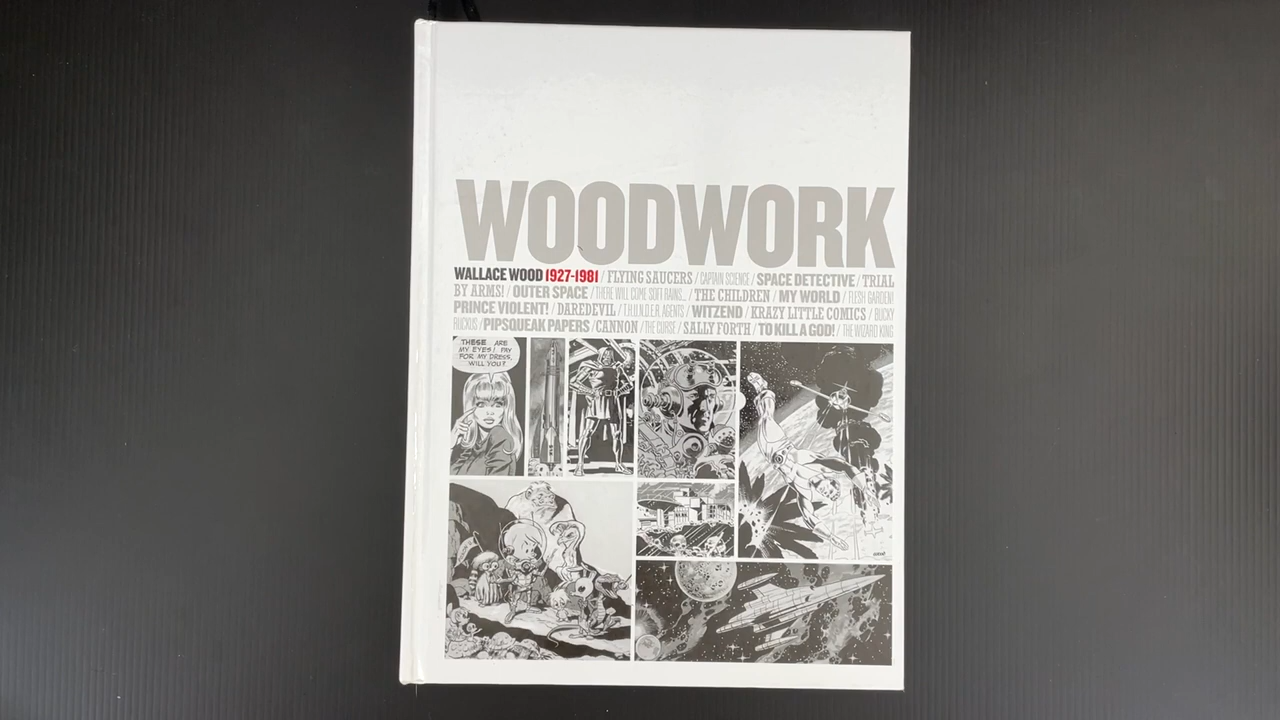 WOODWORK
WALLACE WOOD 1927-1981 / FLYING SAUCERS / CAPTAIN SCIENCE / SPACE DETECTIVE / TRIAL
BY ARMS! / OUTER SPACE / THERE WILL COME SOFT RAINS... / THE CHILDREN / MY WORLD / FLESH GARDEN!
PRINCE VIOLENT! / DAREDEVIL / T.H.U.N.D.E.R. AGENTS / WITZEND / KRAZY LITTLE COMICS / BUCKY
RUCKUS / PIPSQUEAK PAPERS / CANNON / THE CURSE / SALLY FORTH / TO KILL A GOD! / THE WIZARD KING
THESE ARE
MY EYES! PAY
FOR MY DRESS,
WILL YOU?